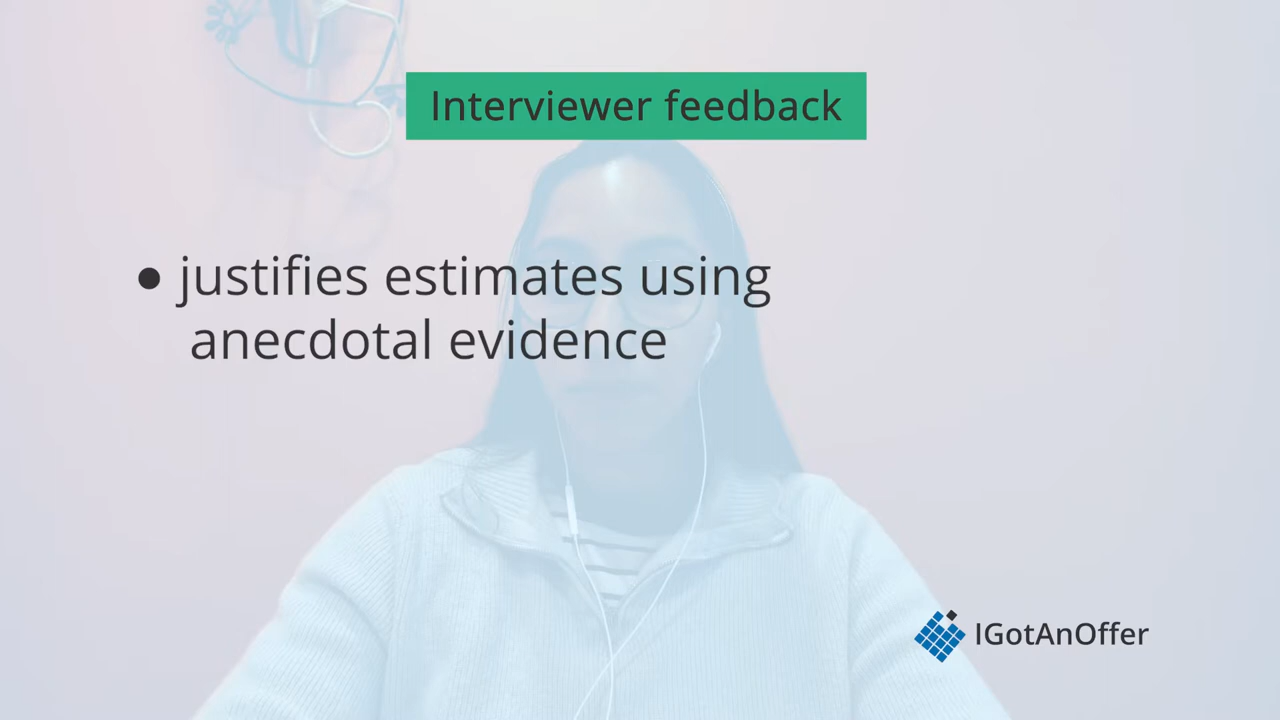 Interviewer feedback
● justifies estimates using
anecdotal evidence
IGotAnOffer